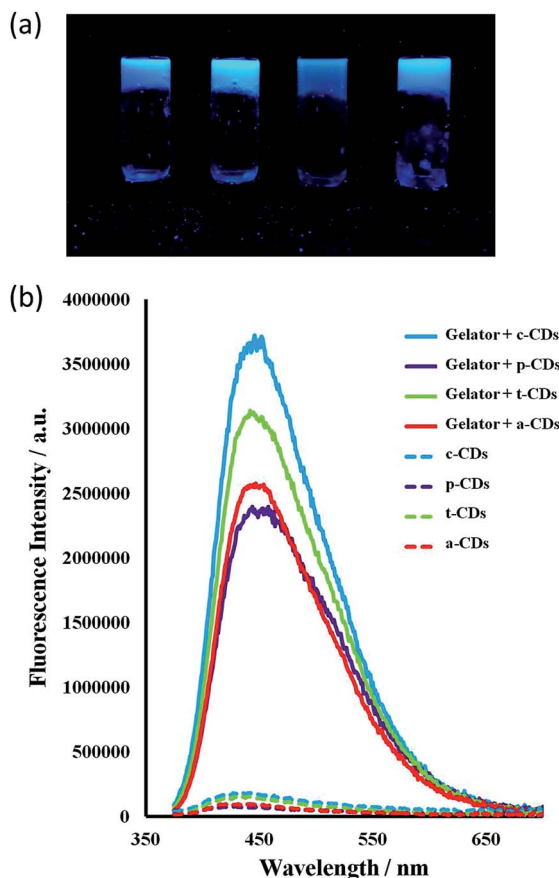 (a)
(b)
4000000
3500000
3000000
2500000
2000000
1500000
1000000
500000
0
Fluorescence Intensity / a.u.
Gelator + c-CDs
Gelator + p-CDs
Gelator + t-CDs
Gelator + a-CDs
c-CDs
p-CDs
t-CDs
a-CDs
350 450 550 650
Wavelength / nm